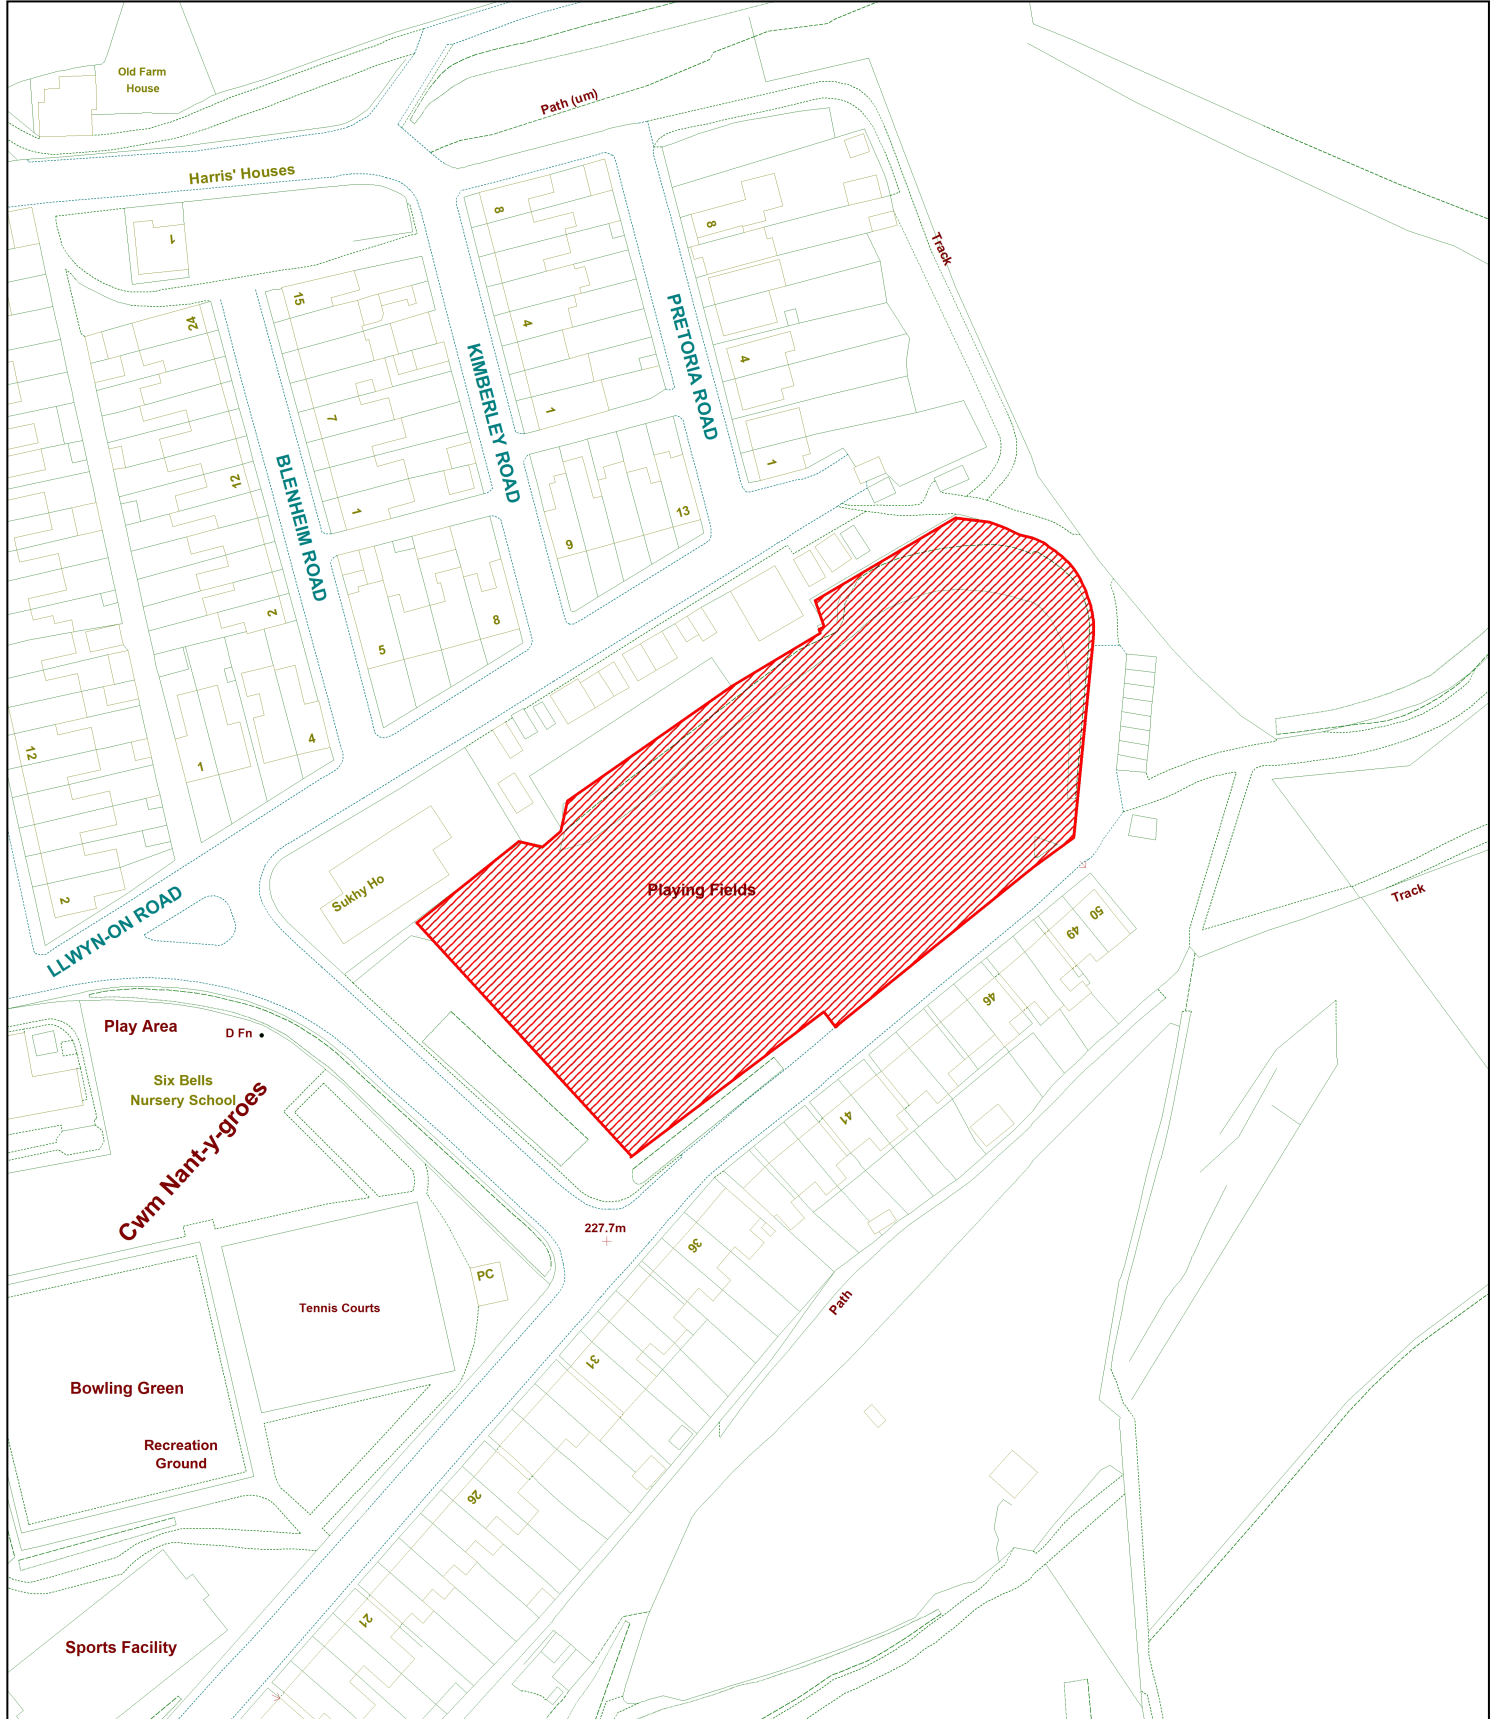 Old Farm
House
Path (um)
Harris' Houses
1
8
8
Track
15
24
4
PRETORIA ROAD
KIMBERLEY ROAD
4
7
1
BLENHEIM ROAD
12
1
1
13
9
2
8
5
4
12
1
Sukhy Ho
Playing Fields
2
LLWYN-ON ROAD
50
49
Track
46
Play Area
D Fn
Six Bells
Nursery School
Cwm Nant-y-groes
41
227.7m
36
PC
Tennis Courts
Path
31
Bowling Green
Recreation
Ground
26
21
Sports Facility